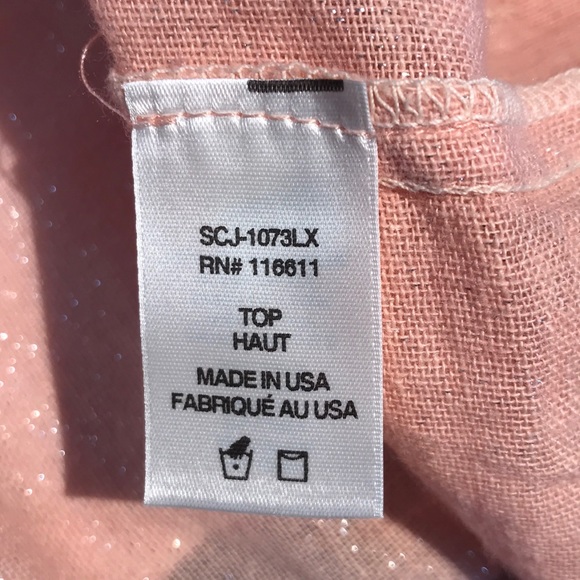 SCJ-1073LX
RN# 116611
TOP
HAUT
MADE IN USA
FABRIQUÉ AU USA